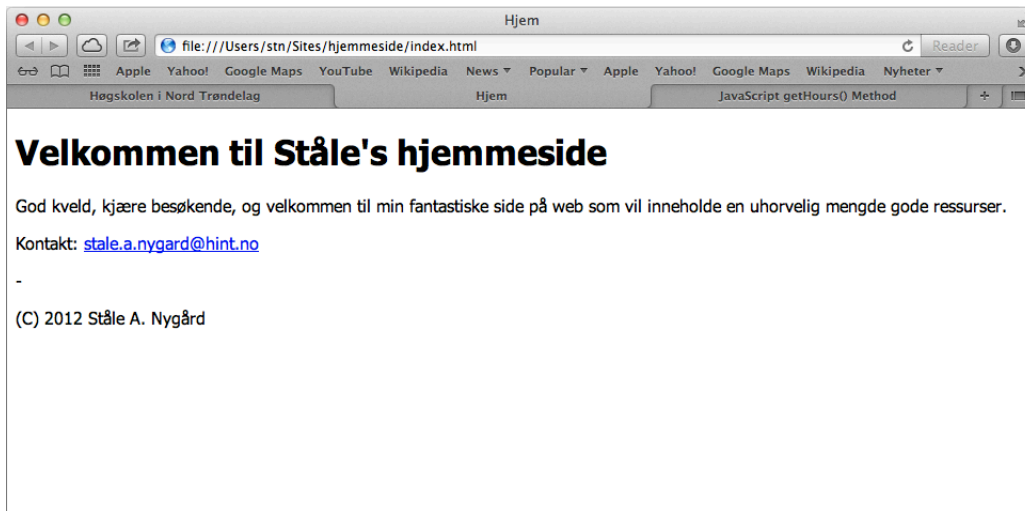 Hjem
file:///Users/stn/Sites/hjemmeside/index.html Reader
Apple Yahoo! Google Maps YouTube Wikipedia News Popular Apple Yahoo! Google Maps Wikipedia Nyheter
Høgskolen i Nord Trøndelag Hjem JavaScript getHours() Method
Velkommen til Ståle's hjemmeside
God kveld, kjære besøkende, og velkommen til min fantastiske side på web som vil inneholde en uhorvelig mengde gode ressurser.
Kontakt: stale.a.nygard@hint.no
-
(C) 2012 Ståle A. Nygård